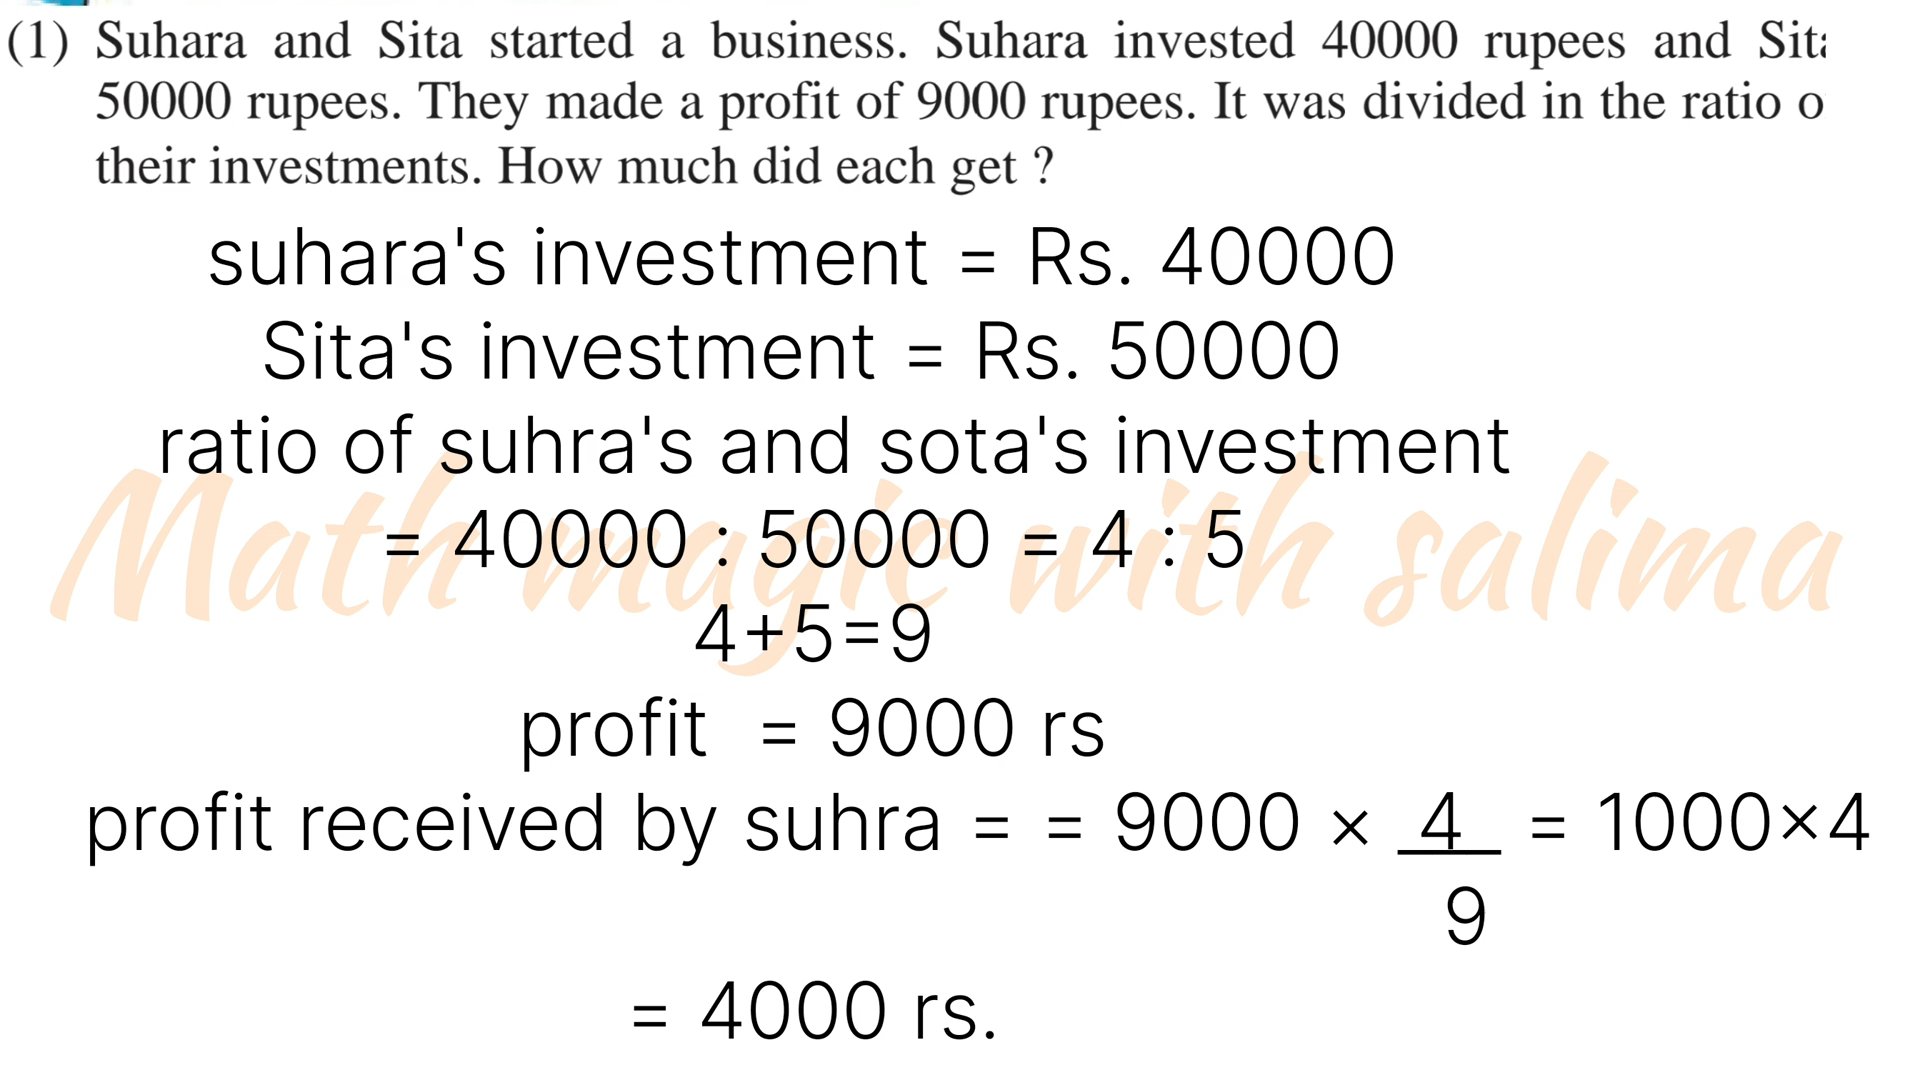 (1) Suhara and Sita started a business. Suhara invested 40000 rupees and Sit
50000 rupees. They made a profit of 9000 rupees. It was divided in the ratio o
their investments. How much did each get ?
suhara's investment = Rs. 40000
Sita's investment = Rs. 50000
ratio of suhra's and sota's investment
Math magic with salima
= 40000 : 50000 = 4 : 5
4+5=9
profit = 9000 rs
profit received by suhra = = 9000 × 4 = 1000×4
9
= 4000 rs.